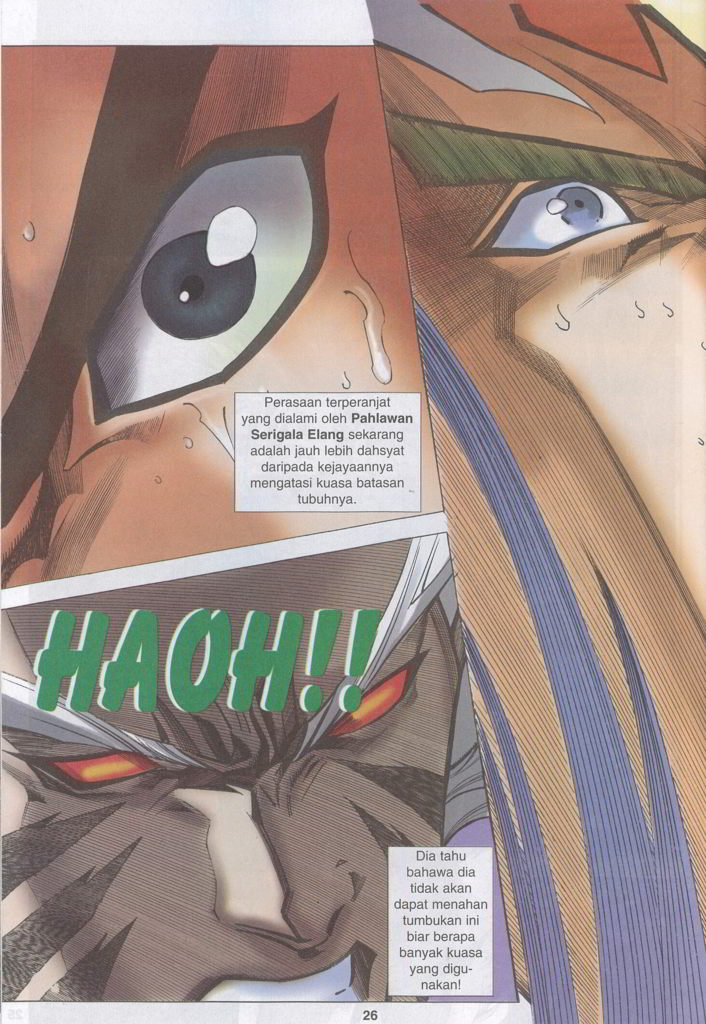 Perasaan terperanjat
yang dialami oleh Pahlawan
Serigala Elang sekarang
adalah jauh lebih dahsyat
daripada kejayaannya
mengatasi kuasa batasan
tubuhnya.
HAOH!!
Dia tahu
bahawa dia
tidak akan
dapat menahan
tumbukan ini
biar berapa
banyak kuasa
yang digu-
nakan!
26